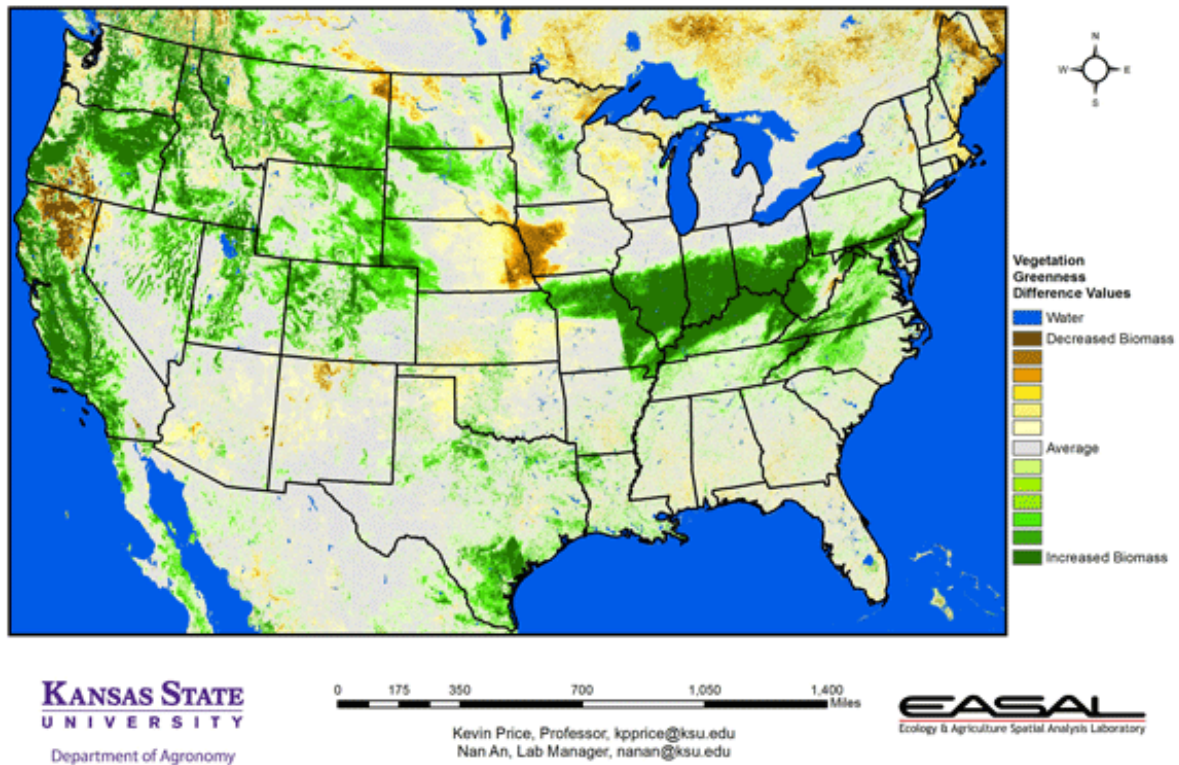 N
W E
S
Vegetation
Greenness
Difference Values
Water
Decreased Biomass
Average
Increased Biomass
KANSAS STATE
UNIVERSITY
Department of Agronomy
0 175 350 700 1,050 1,400
Miles
Kevin Price, Professor, kpprice@ksu.edu
Nan An, Lab Manager, nanan@ksu.edu
EASAL
Ecology & Agriculture Spatial Analysis Laboratory